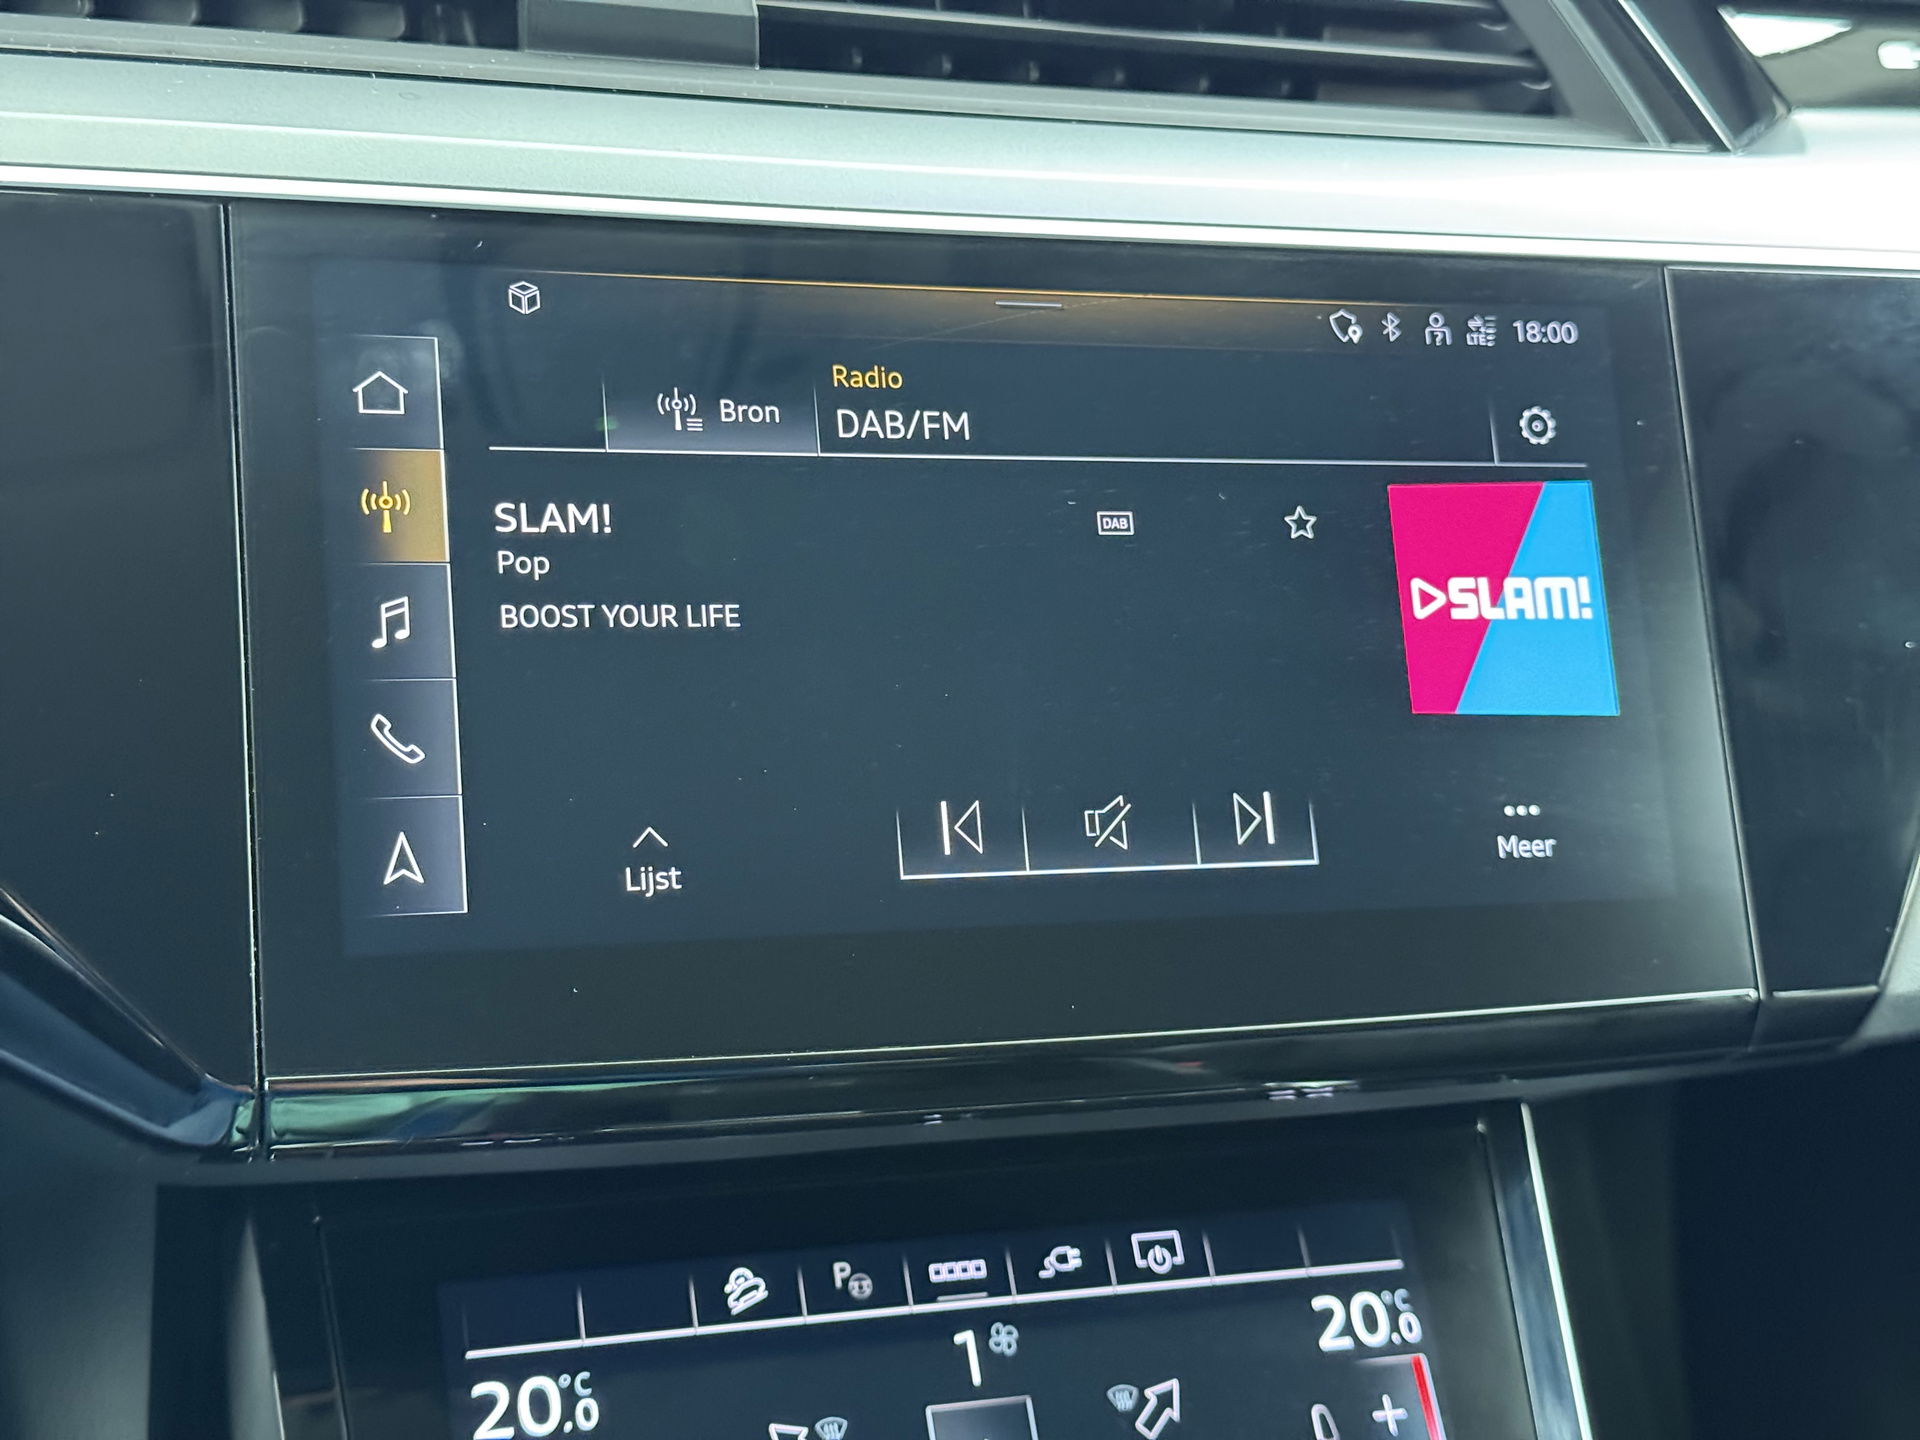 LTE
18:00
Radio
Bron
DAB/FM
SLAM!
DAB
Pop
BOOST YOUR LIFE
SLAM!
Lijst
Meer
P
1
20.0 °C
20.0 °C